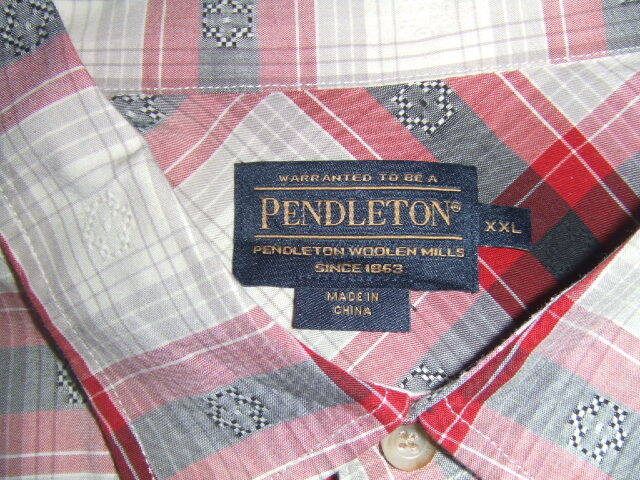 WARRANTED TO BE A
PENDLETON®
PENDLETON WOOLEN MILLS
SINCE 1863
XXL
MADE IN
CHINA